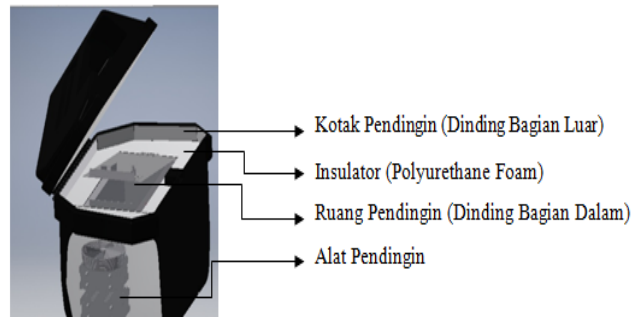 Kotak Pendingin (Dinding Bagian Luar)
Insulator (Polyurethane Foam)
Ruang Pendingin (Dinding Bagian Dalam)
Alat Pendingin